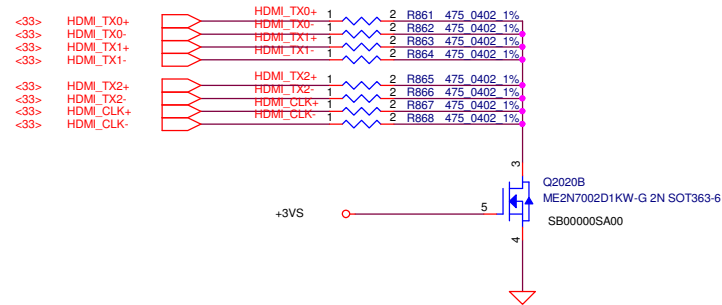 <33> HDMI_TX0+ HDMI_TX0+ 1 2 R861 475_0402_1%
<33> HDMI_TX0- HDMI_TX0- 1 2 R862 475_0402_1%
<33> HDMI_TX1+ HDMI_TX1+ 1 2 R863 475_0402_1%
<33> HDMI_TX1- HDMI_TX1- 1 2 R864 475_0402_1%
<33> HDMI_TX2+ HDMI_TX2+ 1 2 R865 475_0402_1%
<33> HDMI_TX2- HDMI_TX2- 1 2 R866 475_0402_1%
<33> HDMI_CLK+ HDMI_CLK+ 1 2 R867 475_0402_1%
<33> HDMI_CLK- HDMI_CLK- 1 2 R868 475_0402_1%
3
Q2020B
ME2N7002D1KW-G 2N SOT363-6
+3VS 5
SB00000SA00
4